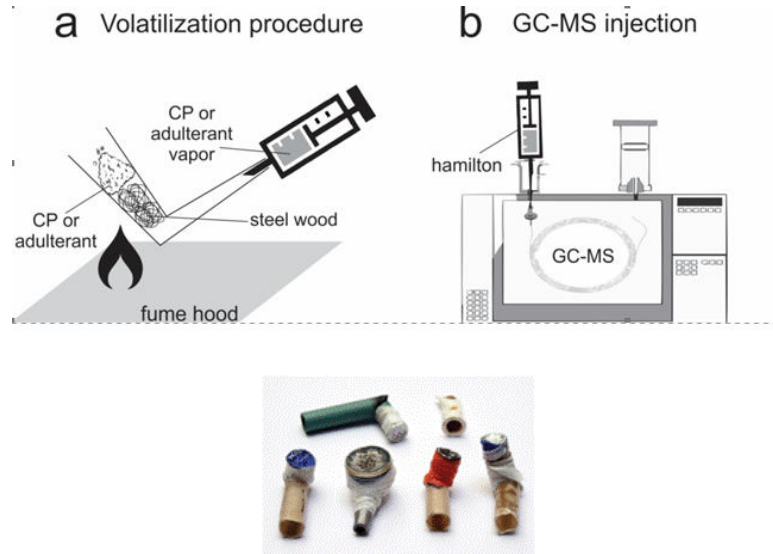 a Volatilization procedure
CP or
adulterant
vapor
CP or
adulterant
steel wood
fume hood
b GC-MS injection
hamilton
GC-MS